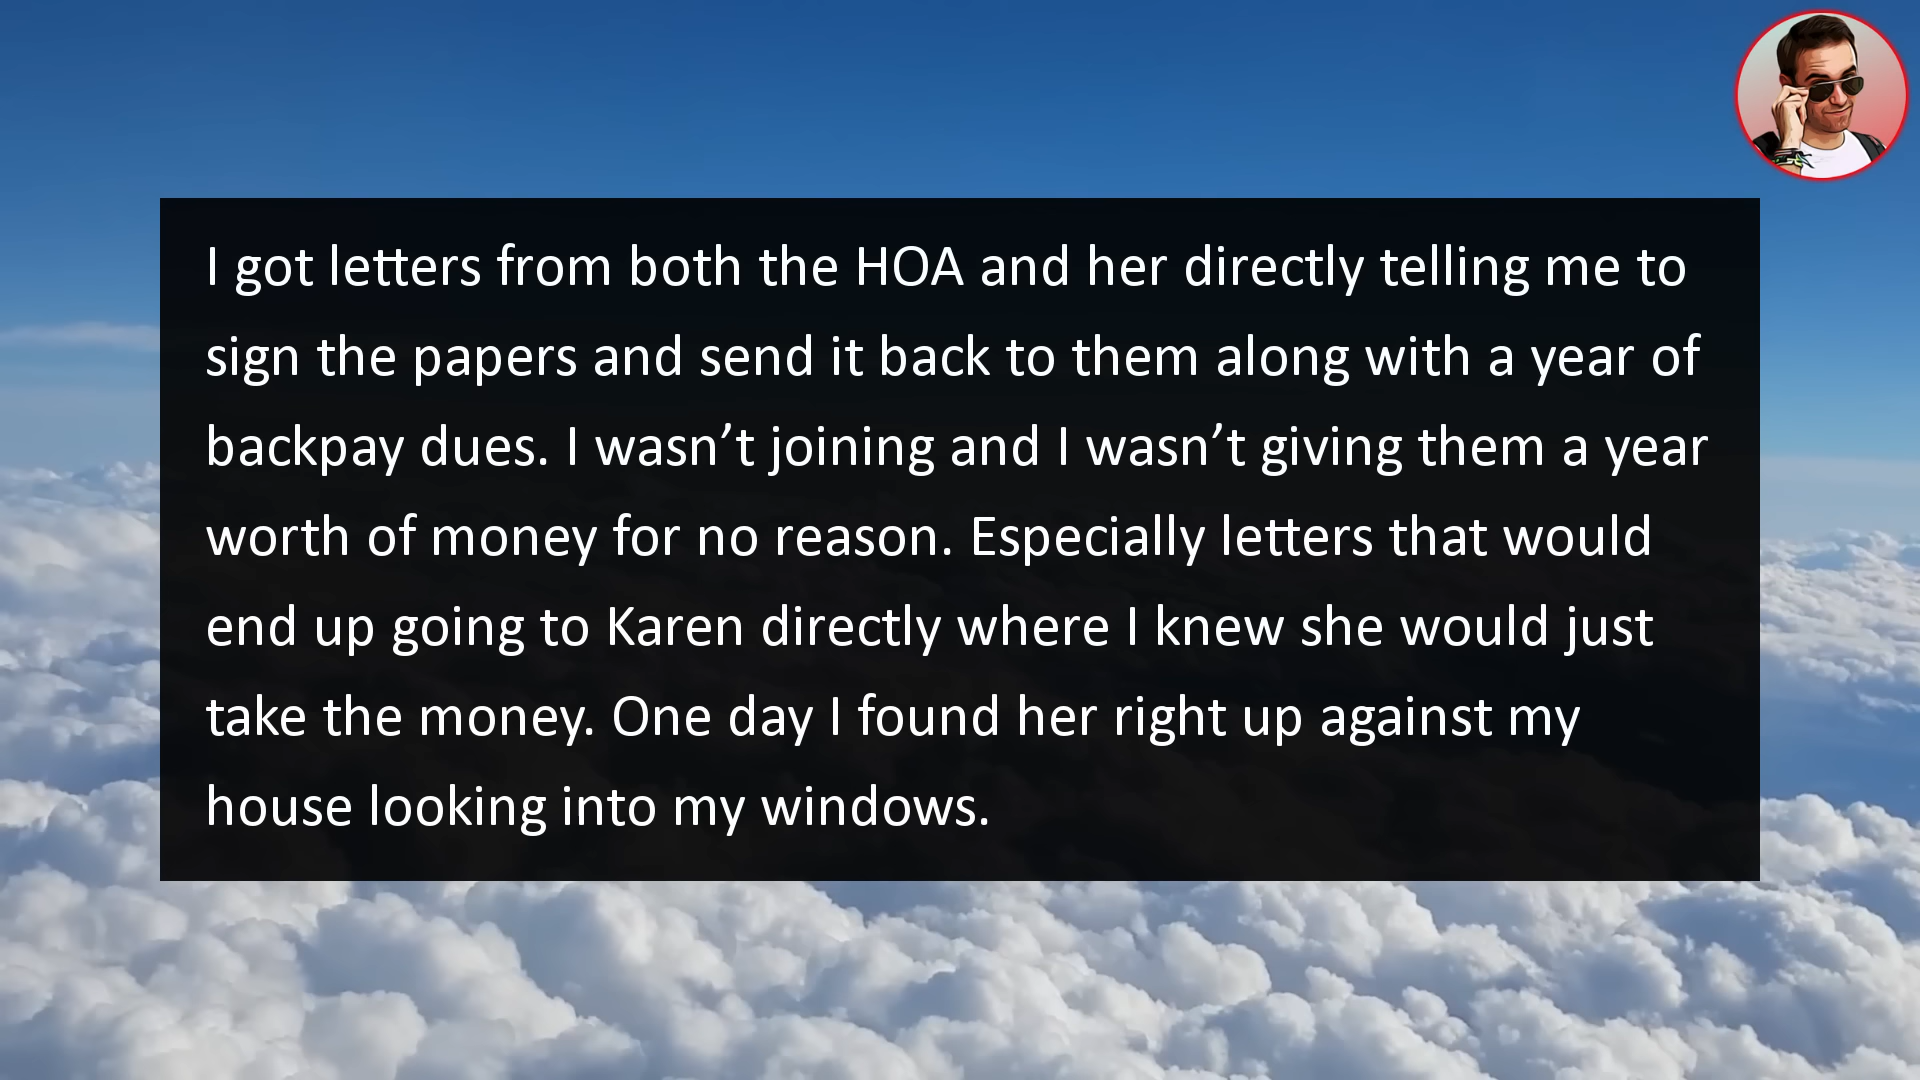 I got letters from both the HOA and her directly telling me to
sign the papers and send it back to them along with a year of
backpay dues. I wasn’t joining and I wasn’t giving them a year
worth of money for no reason. Especially letters that would
end up going to Karen directly where I knew she would just
take the money. One day I found her right up against my
house looking into my windows.